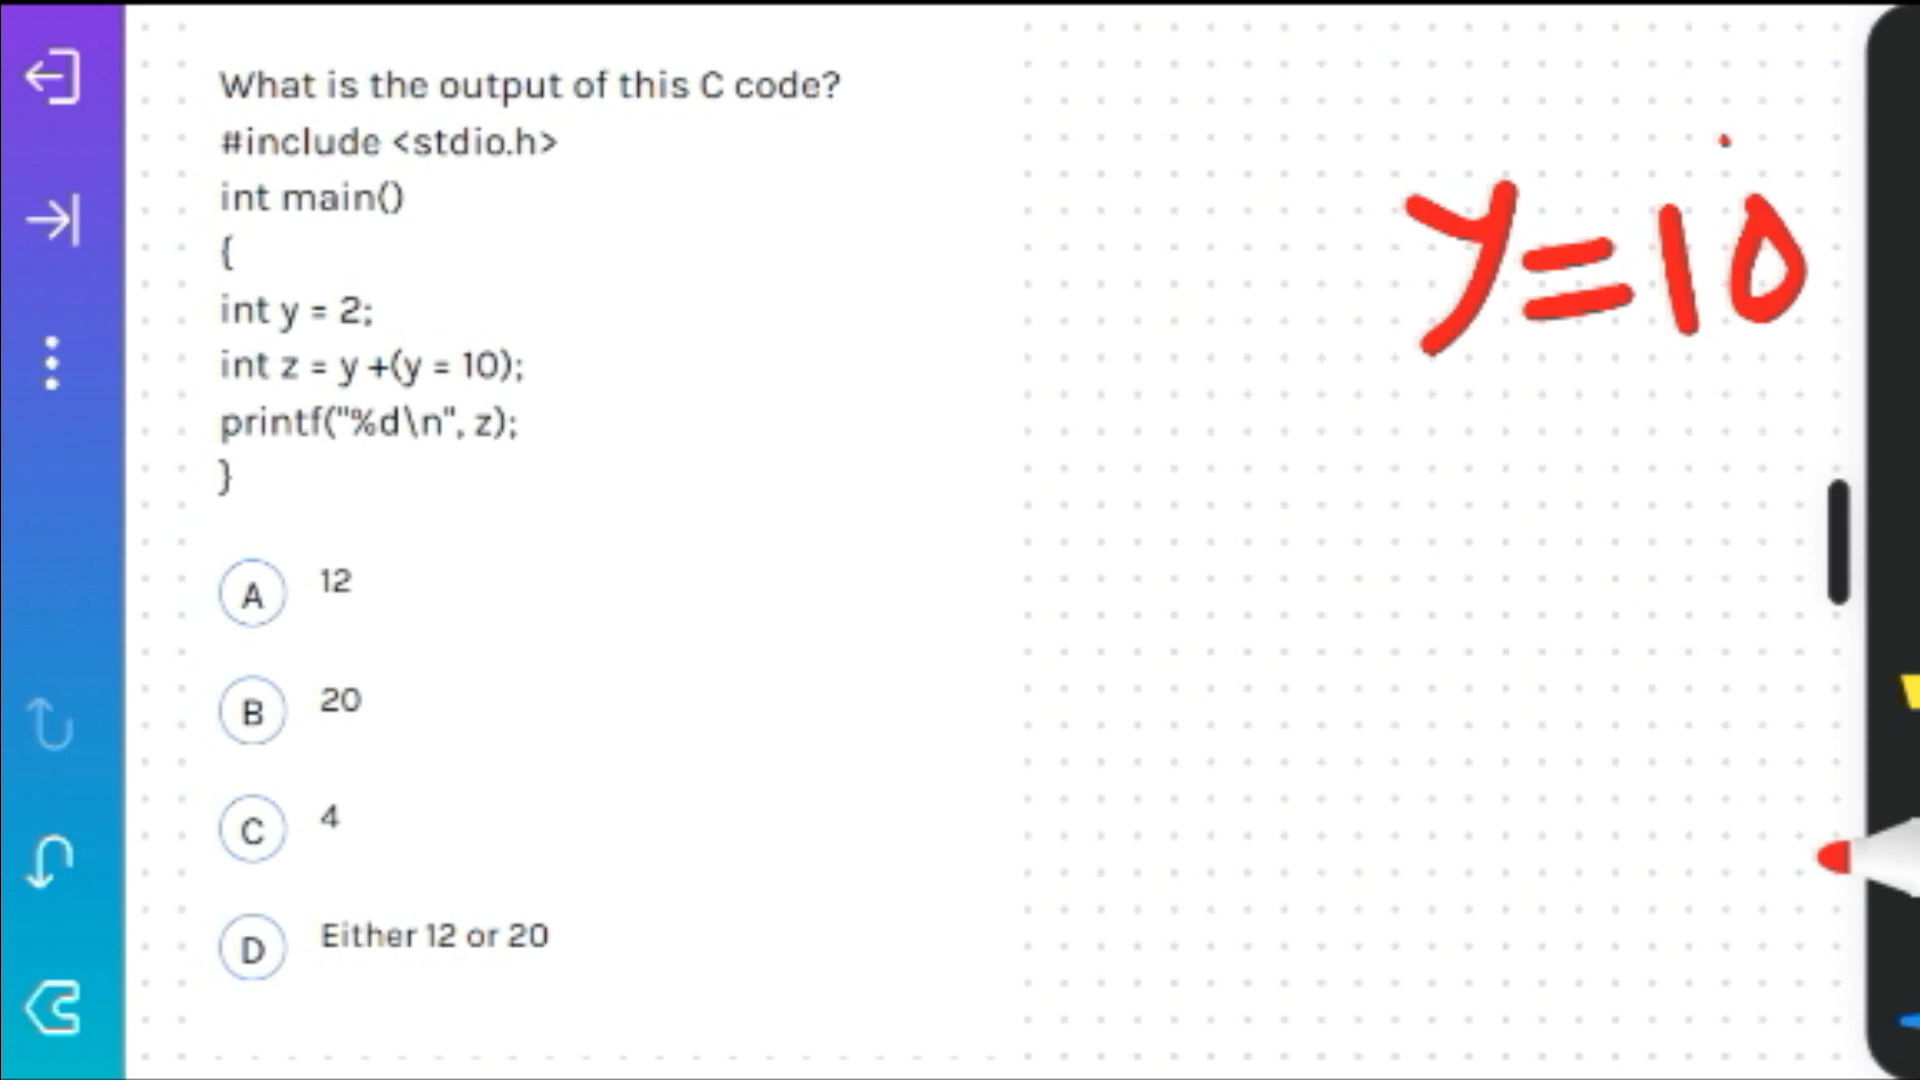 What is the output of this C code?
#include <stdio.h>
int main()
{
int y = 2;
int z = y +(y = 10);
printf("%d\n", z);
}
A 12
B 20
C 4
D Either 12 or 20
y=10